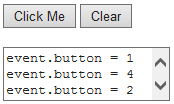 Click Me Clear
event.button = 1
event.button = 4
event.button = 2